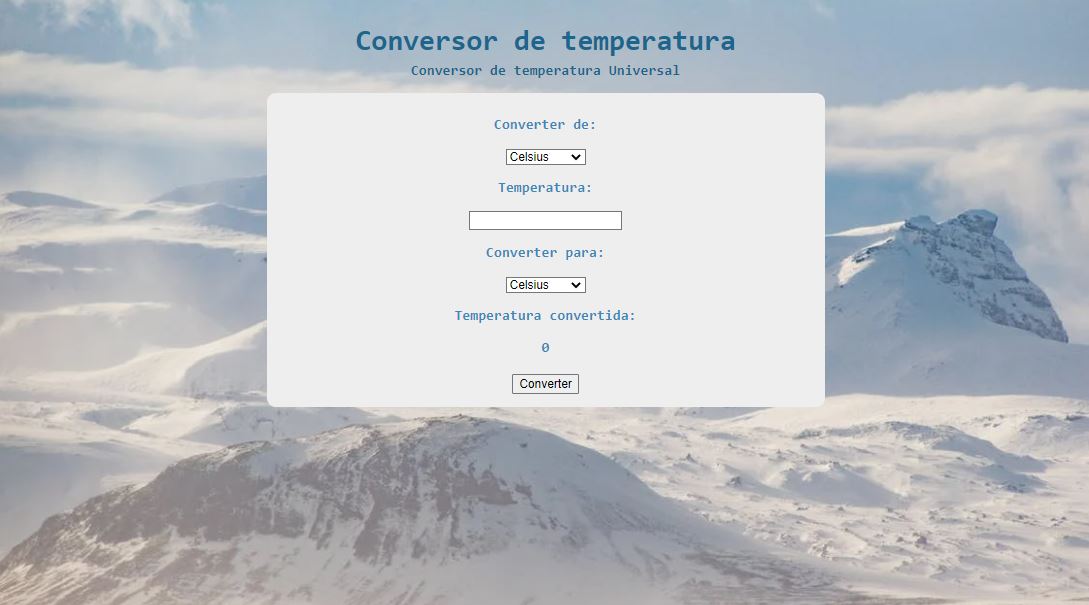 Conversor de temperatura
Conversor de temperatura Universal
Converter de:
Celsius
Temperatura:
Converter para:
Celsius
Temperatura convertida:
0
Converter